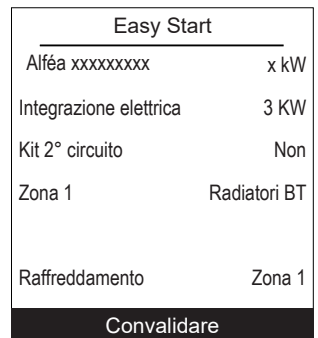 Easy Start
Alféa xxxxxxxxx x kW
Integrazione elettrica 3 KW
Kit 2° circuito Non
Zona 1 Radiatori BT
Raffreddamento Zona 1
Convalidare